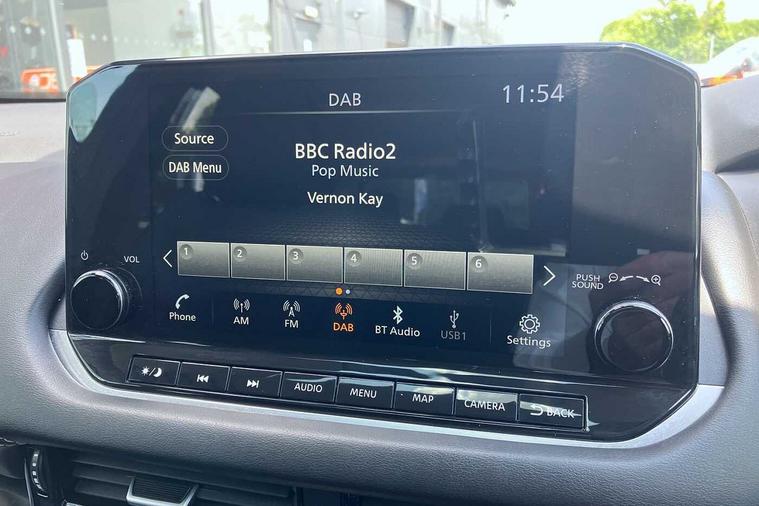 DAB
11:54
Source
DAB Menu
BBC Radio2
Pop Music
Vernon Kay
1 2 3 4 5 6
VOL
PUSH
SOUND
Phone
AM
FM
DAB
BT Audio
USB1
Settings
AUDIO
MENU
MAP
CAMERA
BACK